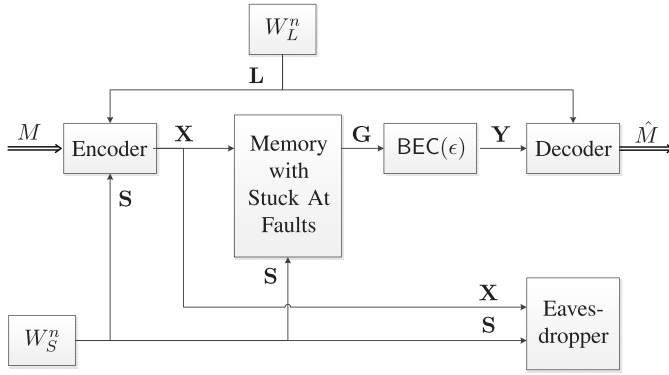 W_L^n
L
M
Encoder
X
Memory
with
Stuck At
Faults
G
BEC(ϵ)
Y
Decoder
M̂
S
S
X
S
W_S^n
Eaves-
dropper